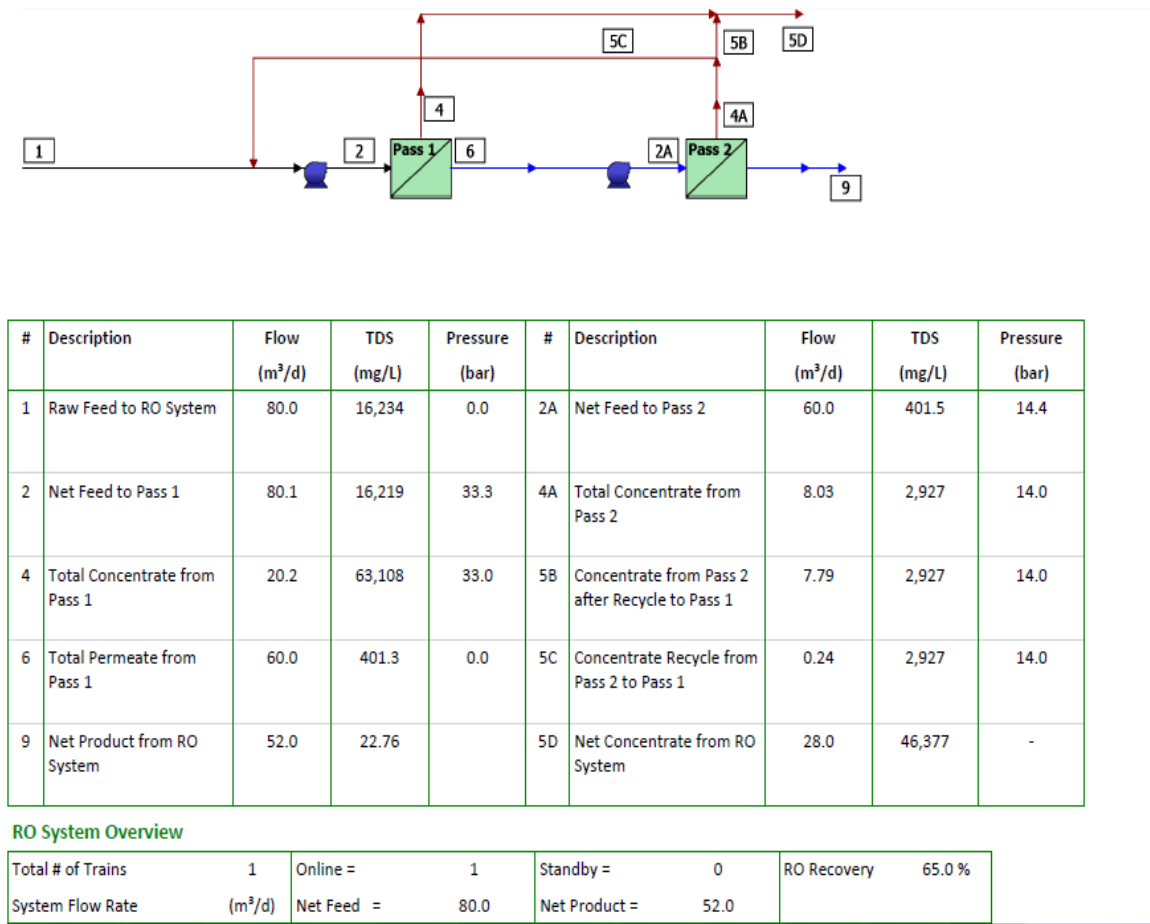 5C
5B
5D
4
4A
1
2
Pass 1
6
2A
Pass 2
9
# Description Flow TDS Pressure # Description Flow TDS Pressure
(m³/d) (mg/L) (bar) (m³/d) (mg/L) (bar)
1 Raw Feed to RO System 80.0 16,234 0.0 2A Net Feed to Pass 2 60.0 401.5 14.4
2 Net Feed to Pass 1 80.1 16,219 33.3 4A Total Concentrate from 8.03 2,927 14.0
Pass 2
4 Total Concentrate from 20.2 63,108 33.0 5B Concentrate from Pass 2 7.79 2,927 14.0
Pass 1 after Recycle to Pass 1
6 Total Permeate from 60.0 401.3 0.0 5C Concentrate Recycle from 0.24 2,927 14.0
Pass 1 Pass 2 to Pass 1
9 Net Product from RO 52.0 22.76 5D Net Concentrate from RO 28.0 46,377 -
System System
RO System Overview
Total # of Trains 1 Online = 1 Standby = 0 RO Recovery 65.0 %
System Flow Rate (m³/d) Net Feed = 80.0 Net Product = 52.0